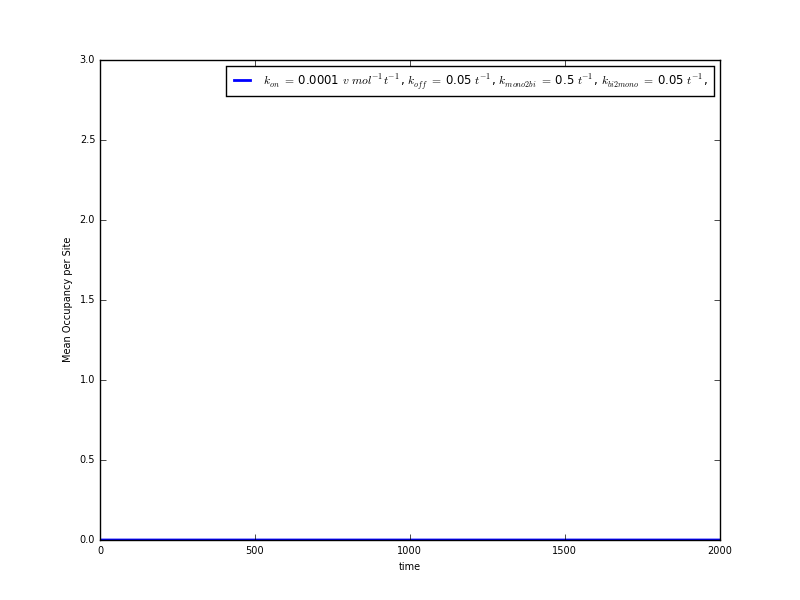 3.0
k_on = 0.0001 v mol^−1 t^−1, k_off = 0.05 t^−1, k_mono2bi = 0.5 t^−1, k_bi2mono = 0.05 t^−1,
2.5
2.0
Mean Occupancy per Site
1.5
1.0
0.5
0.0
0 500 1000 1500 2000
time